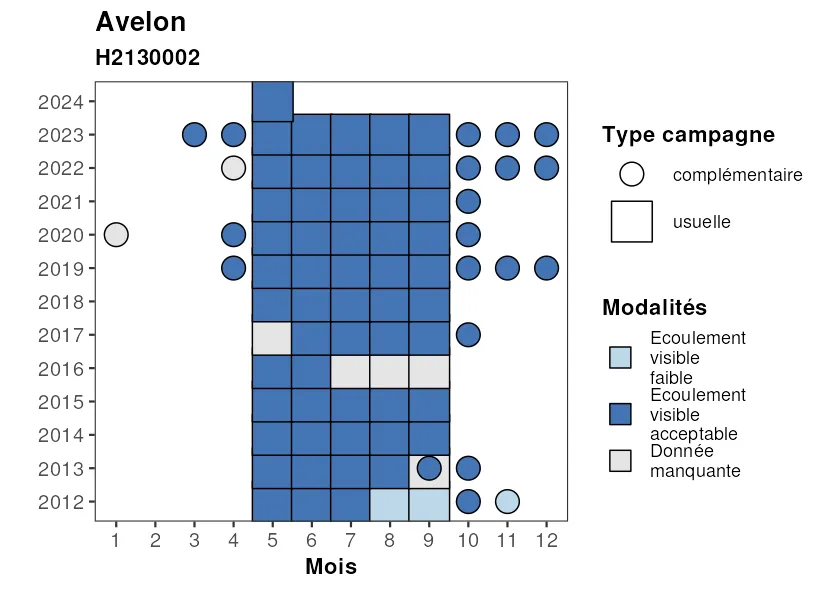 Avelon
H2130002
2024
2023
2022
2021
2020
2019
2018
2017
2016
2015
2014
2013
2012
1 2 3 4 5 6 7 8 9 10 11 12
Mois
Type campagne
complémentaire
usuelle
Modalités
Ecoulement
visible
faible
Ecoulement
visible
acceptable
Donnée
manquante